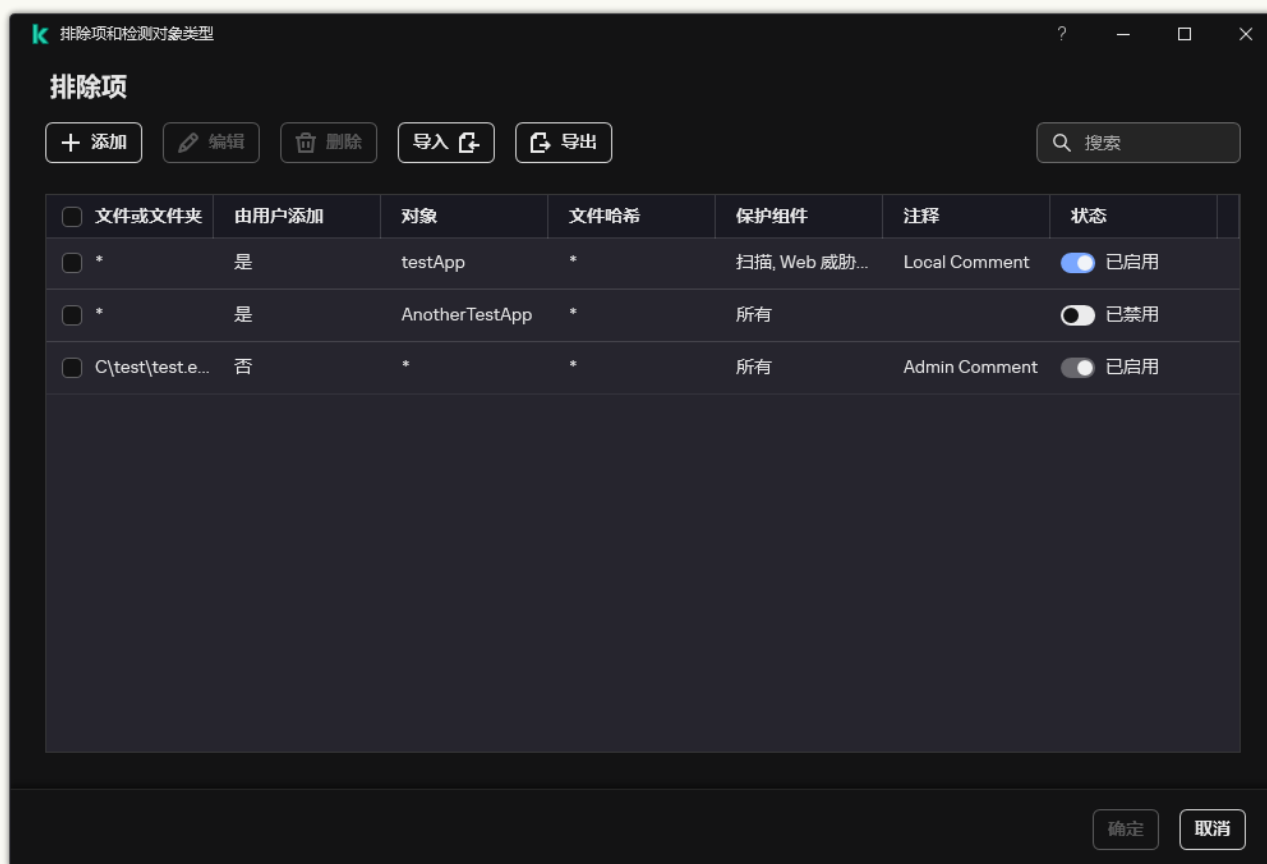 排除项和检测对象类型
排除项
添加 编辑 删除 导入 导出 搜索
文件或文件夹 由用户添加 对象 文件哈希 保护组件 注释 状态
* 是 testApp * 扫描, Web 威胁... Local Comment 已启用
* 是 AnotherTestApp * 所有 已禁用
C\test\test.e... 否 * * 所有 Admin Comment 已启用
确定 取消